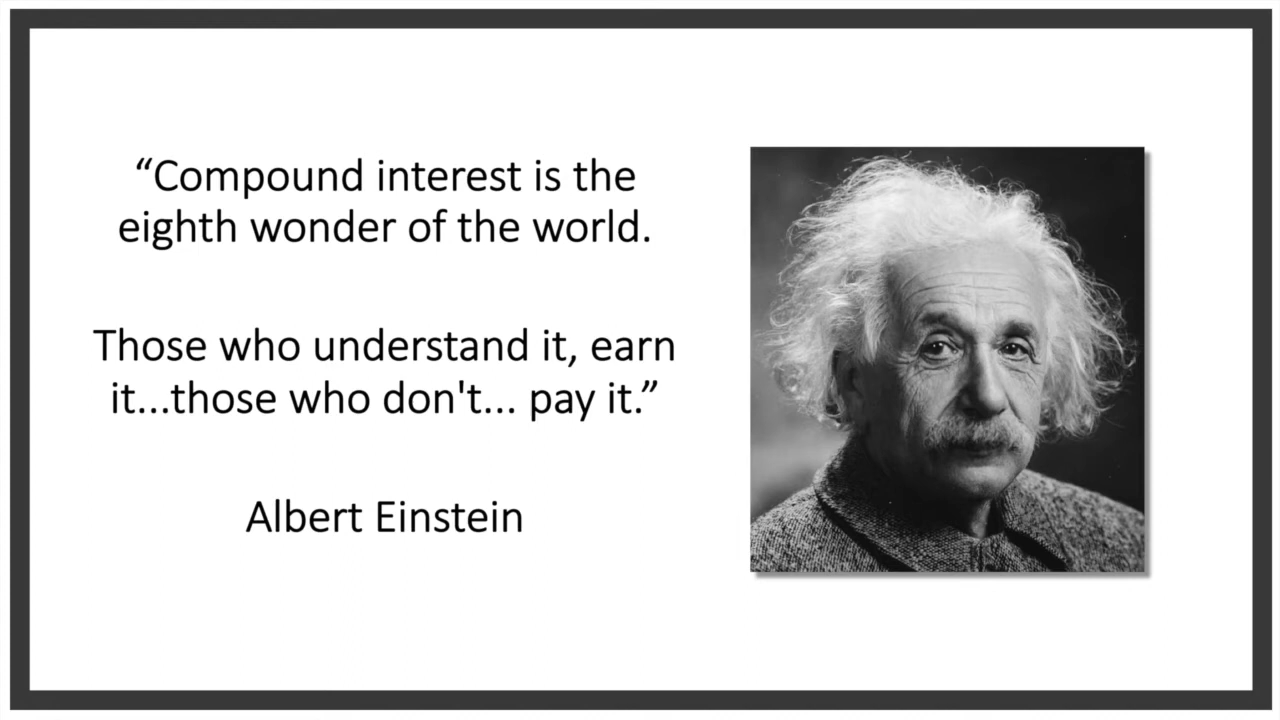 “Compound interest is the
eighth wonder of the world.
Those who understand it, earn
it...those who don't... pay it.”
Albert Einstein